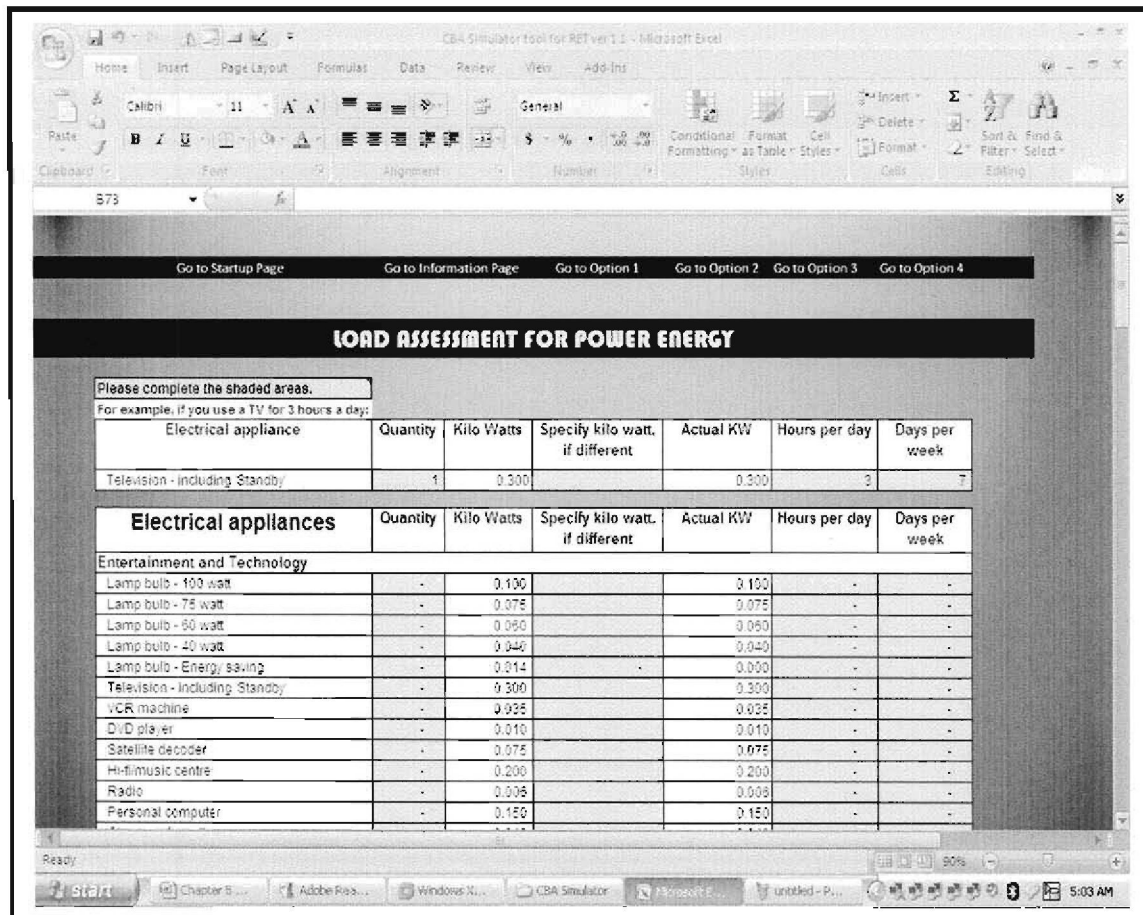 CBA Simulator tool for RET ver 1.1 - Microsoft Excel
Home Insert Page Layout Formulas Data Review View Add-Ins
Calibri 11 A A General Insert Σ
Paste B I U A $ % Conditional Formatting Format as Table Cell Styles Delete Format Sort & Filter Find & Select
Clipboard Font Alignment Number Styles Cells Editing
B73 fx
Go to Startup Page Go to Information Page Go to Option 1 Go to Option 2 Go to Option 3 Go to Option 4
LOAD ASSESSMENT FOR POWER ENERGY
Please complete the shaded areas.
For example, if you use a TV for 3 hours a day:
Electrical appliance Quantity Kilo Watts Specify kilo watt, if different Actual KW Hours per day Days per week
Television - including Standby 1 0.300 0.300 3 7
Electrical appliances Quantity Kilo Watts Specify kilo watt, if different Actual KW Hours per day Days per week
Entertainment and Technology
Lamp bulb - 100 watt - 0.100 0.100 - -
Lamp bulb - 75 watt - 0.075 0.075 - -
Lamp bulb - 60 watt - 0.060 0.060 - -
Lamp bulb - 40 watt - 0.040 0.040 - -
Lamp bulb - Energy saving - 0.014 - 0.000 - -
Television - including Standby - 0.300 0.300 - -
VCR machine - 0.035 0.035 - -
DVD player - 0.010 0.010 - -
Satellite decoder - 0.075 0.075 - -
Hi-fi/music centre - 0.200 0.200 - -
Radio - 0.006 0.006 - -
Personal computer - 0.150 0.150 - -
Ready 90%
start Chapter 5 ... Adobe Rea... Windows X... CBA Simulator Microsoft E... untitled - P... 5:03 AM